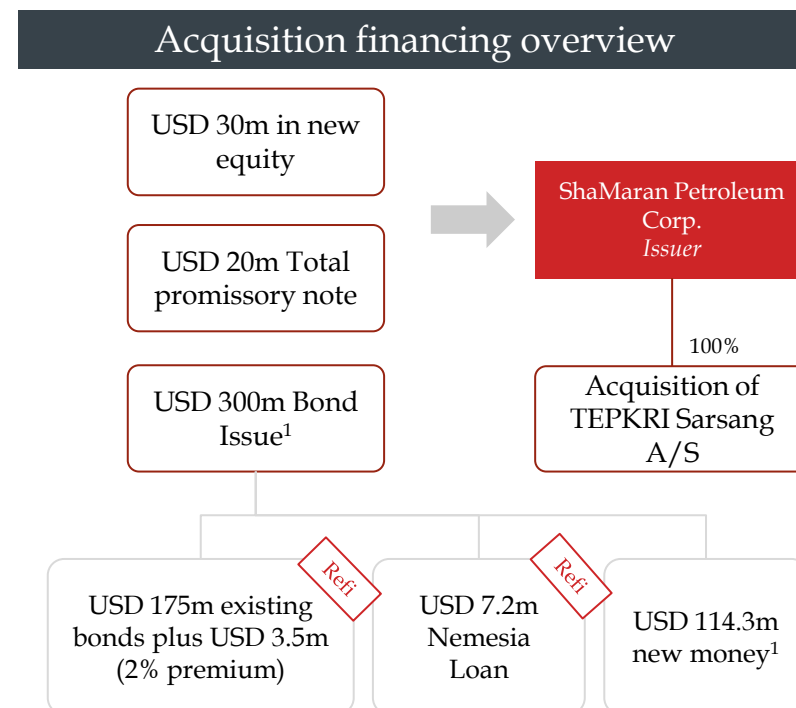 Acquisition financing overview
USD 30m in new
equity
USD 20m Total
promissory note
USD 300m Bond
Issue¹
ShaMaran Petroleum
Corp.
Issuer
100%
Acquisition of
TEPKRI Sarsang
A/S
Refi
USD 175m existing
bonds plus USD 3.5m
(2% premium)
Refi
USD 7.2m
Nemesia
Loan
USD 114.3m
new money¹